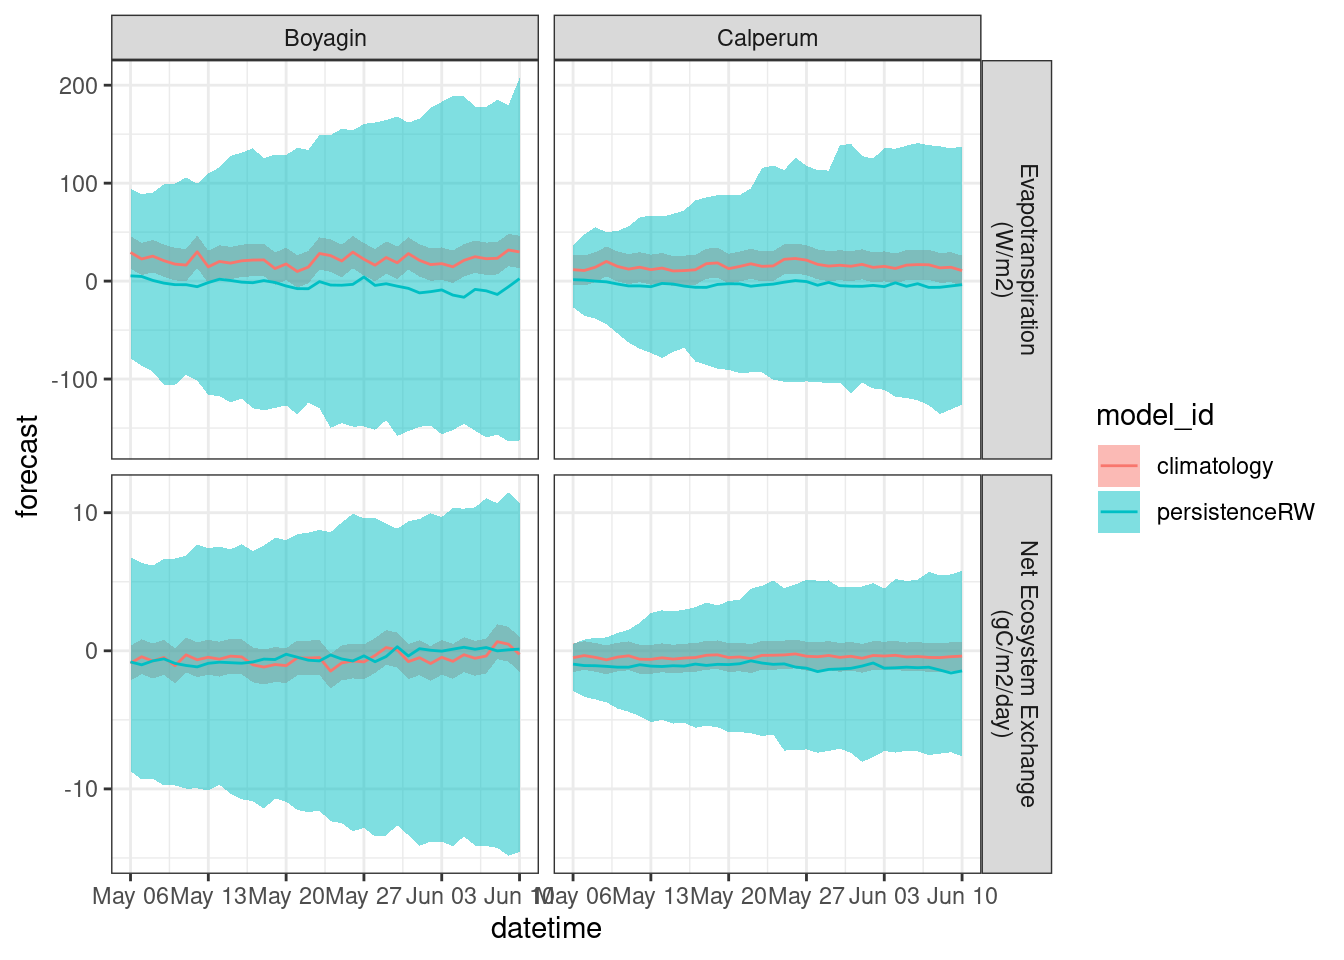 Boyagin
Calperum
200
100
0
-100
Evapotranspiration
(W/m2)
10
0
-10
Net Ecosystem Exchange
(gC/m2/day)
forecast
May 06
May 13
May 20
May 27
Jun 03
Jun 10
May 06
May 13
May 20
May 27
Jun 03
Jun 10
datetime
model_id
climatology
persistenceRW